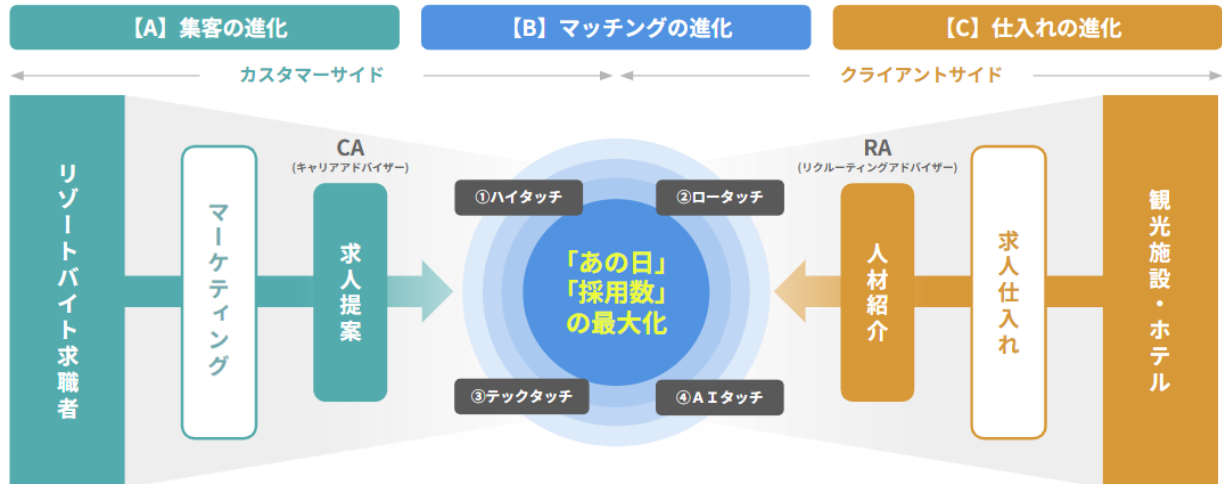 【A】集客の進化
【B】マッチングの進化
【C】仕入れの進化
カスタマーサイド
クライアントサイド
リゾートバイト求職者
マーケティング
CA
(キャリアアドバイザー)
求人提案
①ハイタッチ
②ロータッチ
「あの日」
「採用数」
の最大化
③テックタッチ
④AIタッチ
RA
(リクルーティングアドバイザー)
人材紹介
求人仕入れ
観光施設・ホテル